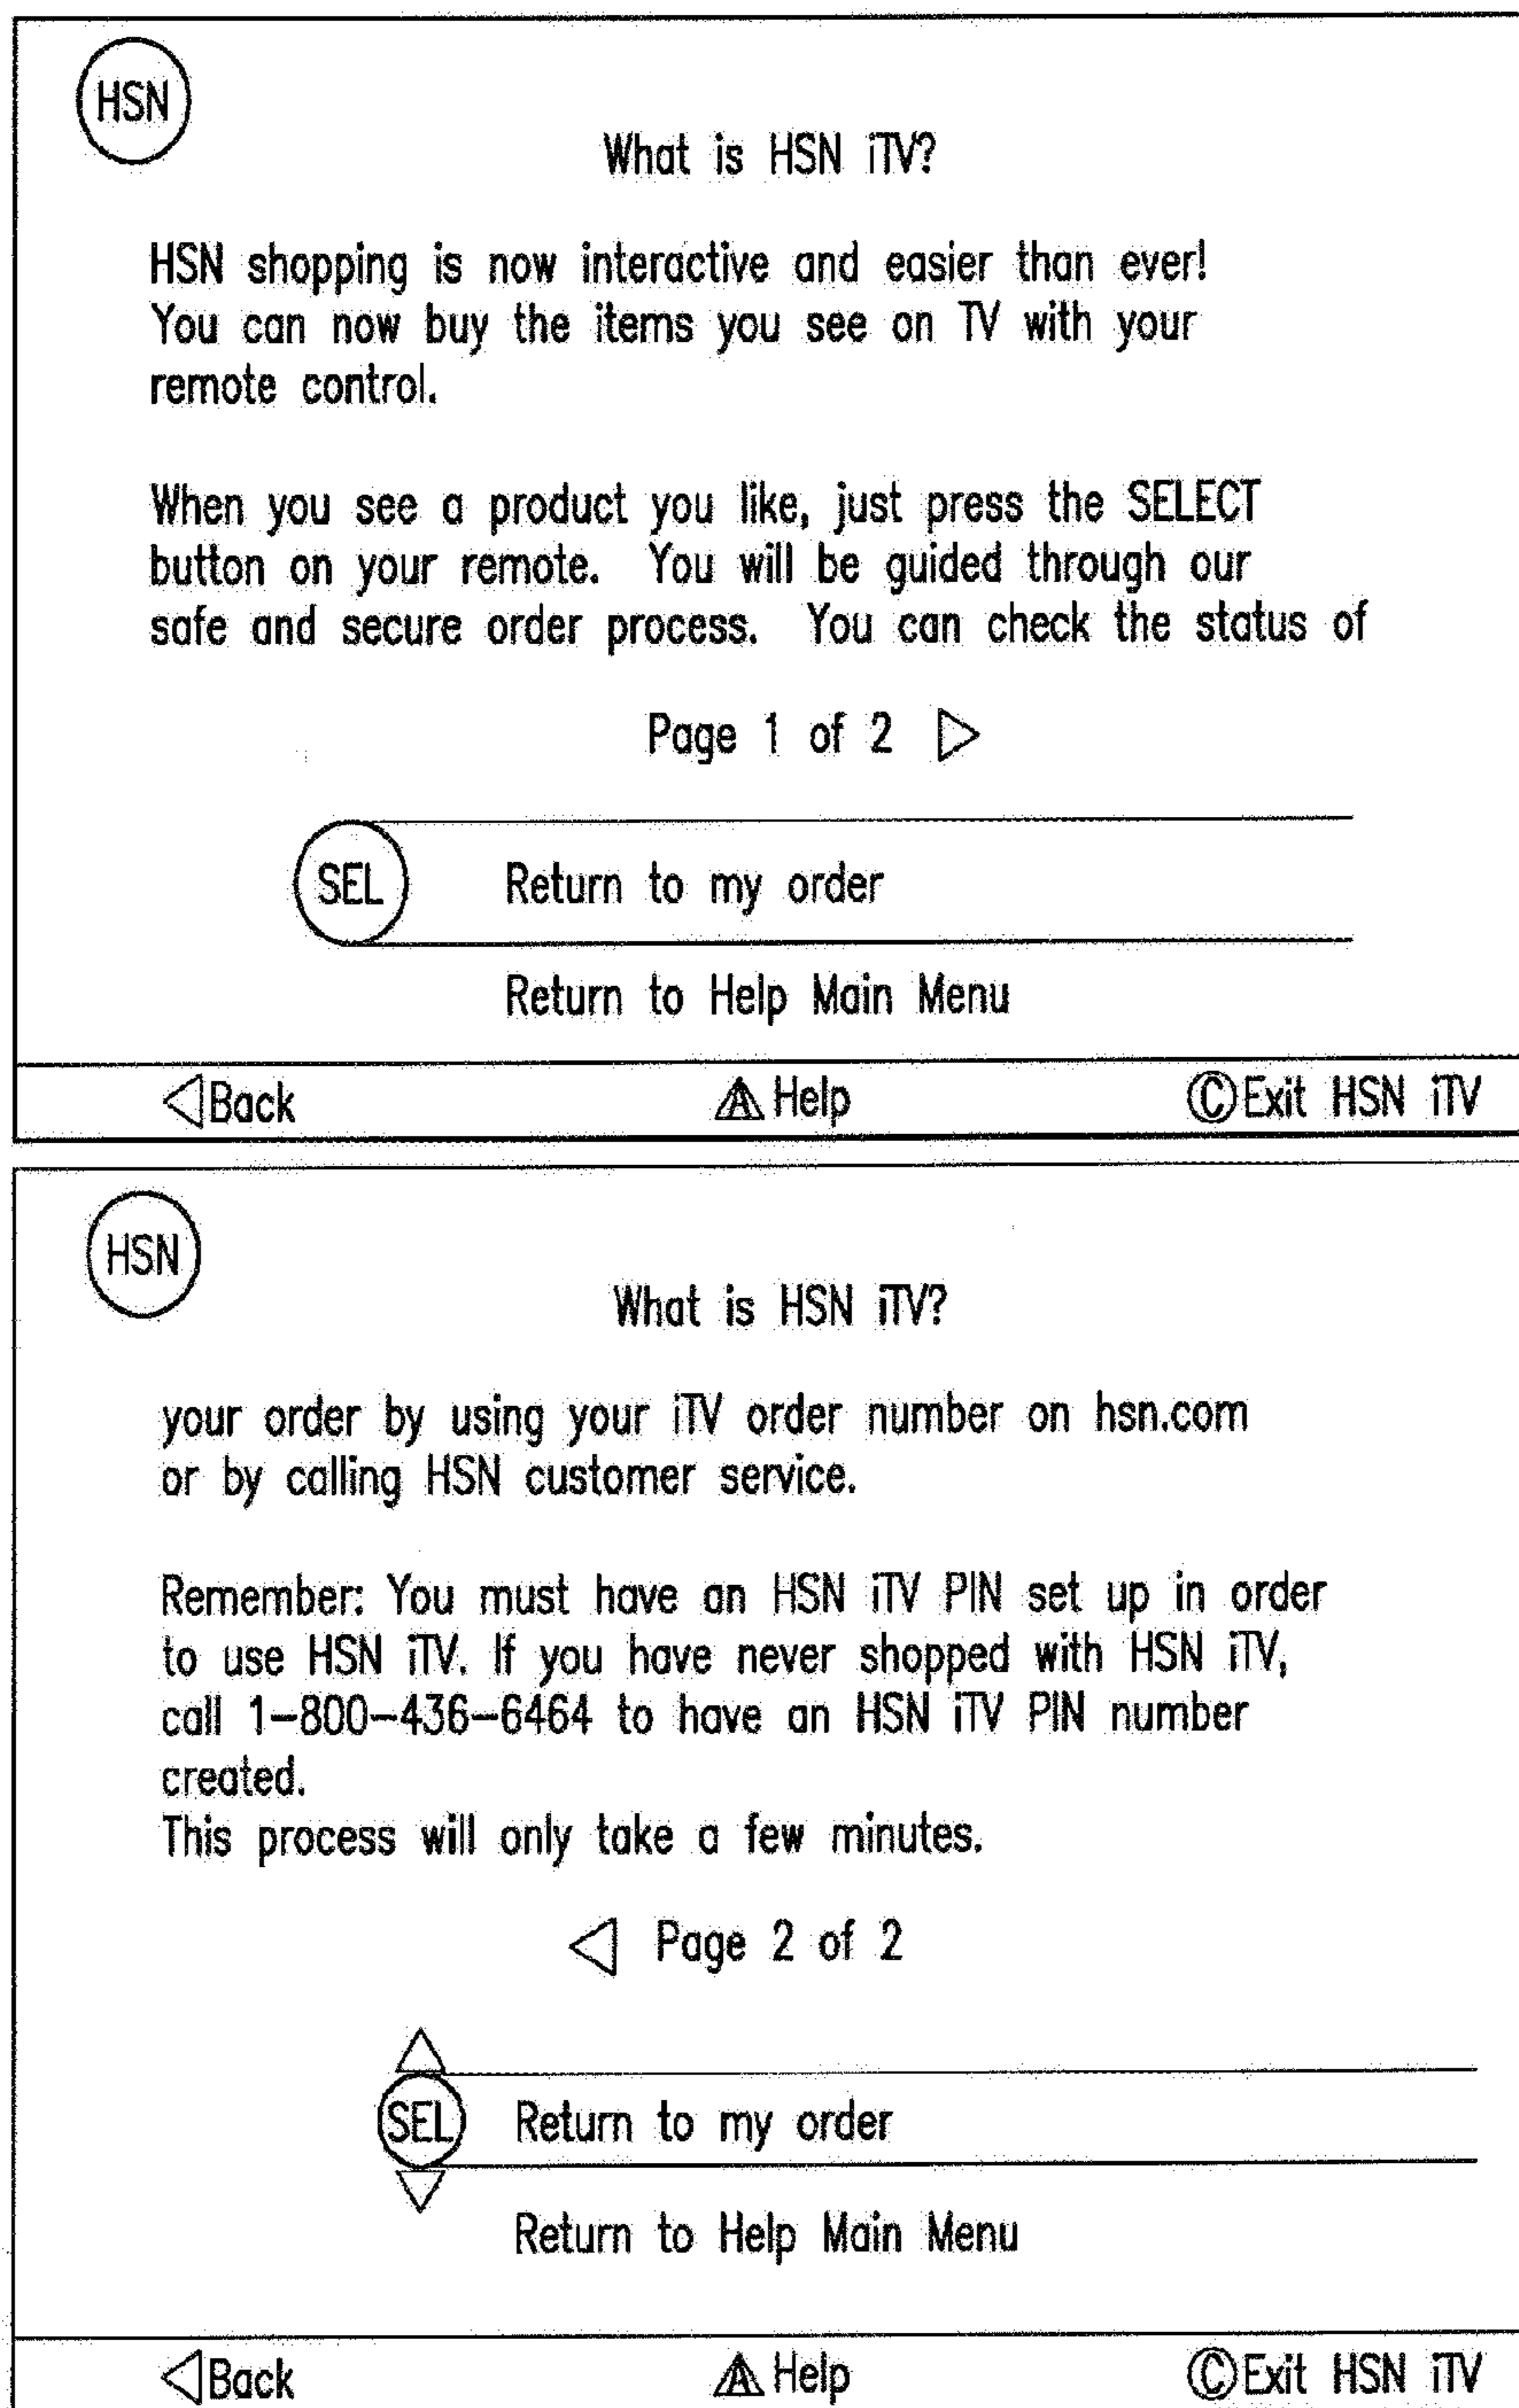 HSN
What is HSN iTV?
HSN shopping is now interactive and easier than ever!
You can now buy the items you see on TV with your
remote control.
When you see a product you like, just press the SELECT
button on your remote. You will be guided through our
safe and secure order process. You can check the status of
Page 1 of 2
SEL Return to my order
Return to Help Main Menu
Back A Help C Exit HSN iTV
HSN
What is HSN iTV?
your order by using your iTV order number on hsn.com
or by calling HSN customer service.
Remember: You must have an HSN iTV PIN set up in order
to use HSN iTV. If you have never shopped with HSN iTV,
call 1-800-436-6464 to have an HSN iTV PIN number
created.
This process will only take a few minutes.
Page 2 of 2
SEL Return to my order
Return to Help Main Menu
Back A Help C Exit HSN iTV